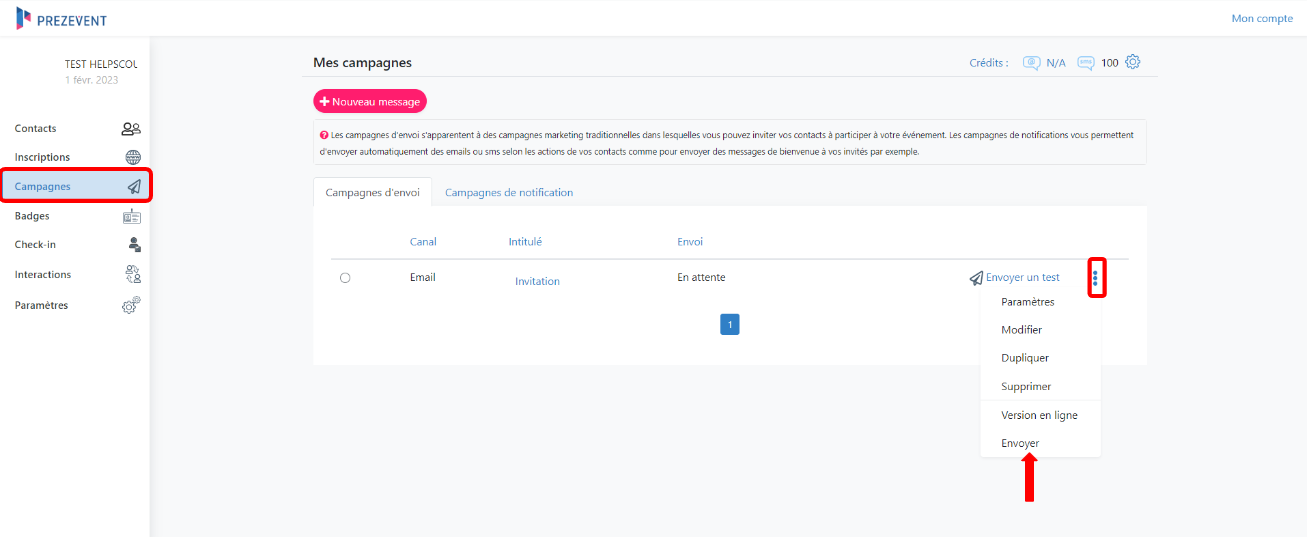 PREZEVENT
Mon compte
TEST HELPSCOU
1 févr. 2023
Contacts
Inscriptions
Campagnes
Badges
Check-in
Interactions
Paramètres
Mes campagnes
Crédits : N/A 100
Nouveau message
Les campagnes d'envoi s'apparentent à des campagnes marketing traditionnelles dans lesquelles vous pouvez inviter vos contacts à participer à votre événement. Les campagnes de notifications vous permettent
d'envoyer automatiquement des emails ou sms selon les actions de vos contacts comme pour envoyer des messages de bienvenue à vos invités par exemple.
Campagnes d'envoi Campagnes de notification
Canal Intitulé Envoi
Email Invitation En attente Envoyer un test
1
Paramètres
Modifier
Dupliquer
Supprimer
Version en ligne
Envoyer